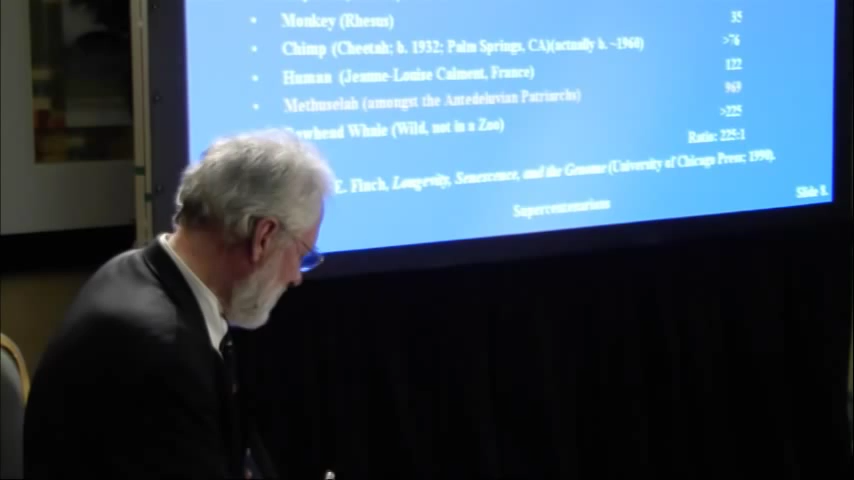 • Monkey (Rhesus) 35
• Chimp (Cheetah; b. 1932; Palm Springs, CA)(actually b. ~1960) >76
• Human (Jeanne-Louise Calment, France) 122
• Methuselah (amongst the Antedeluvian Patriarchs) 969
Bowhead Whale (Wild, not in a Zoo) >225
Ratio: 225:1
E. Finch, Longevity, Senescence, and the Genome (University of Chicago Press; 1990).
Supercentenarians
Slide 8.